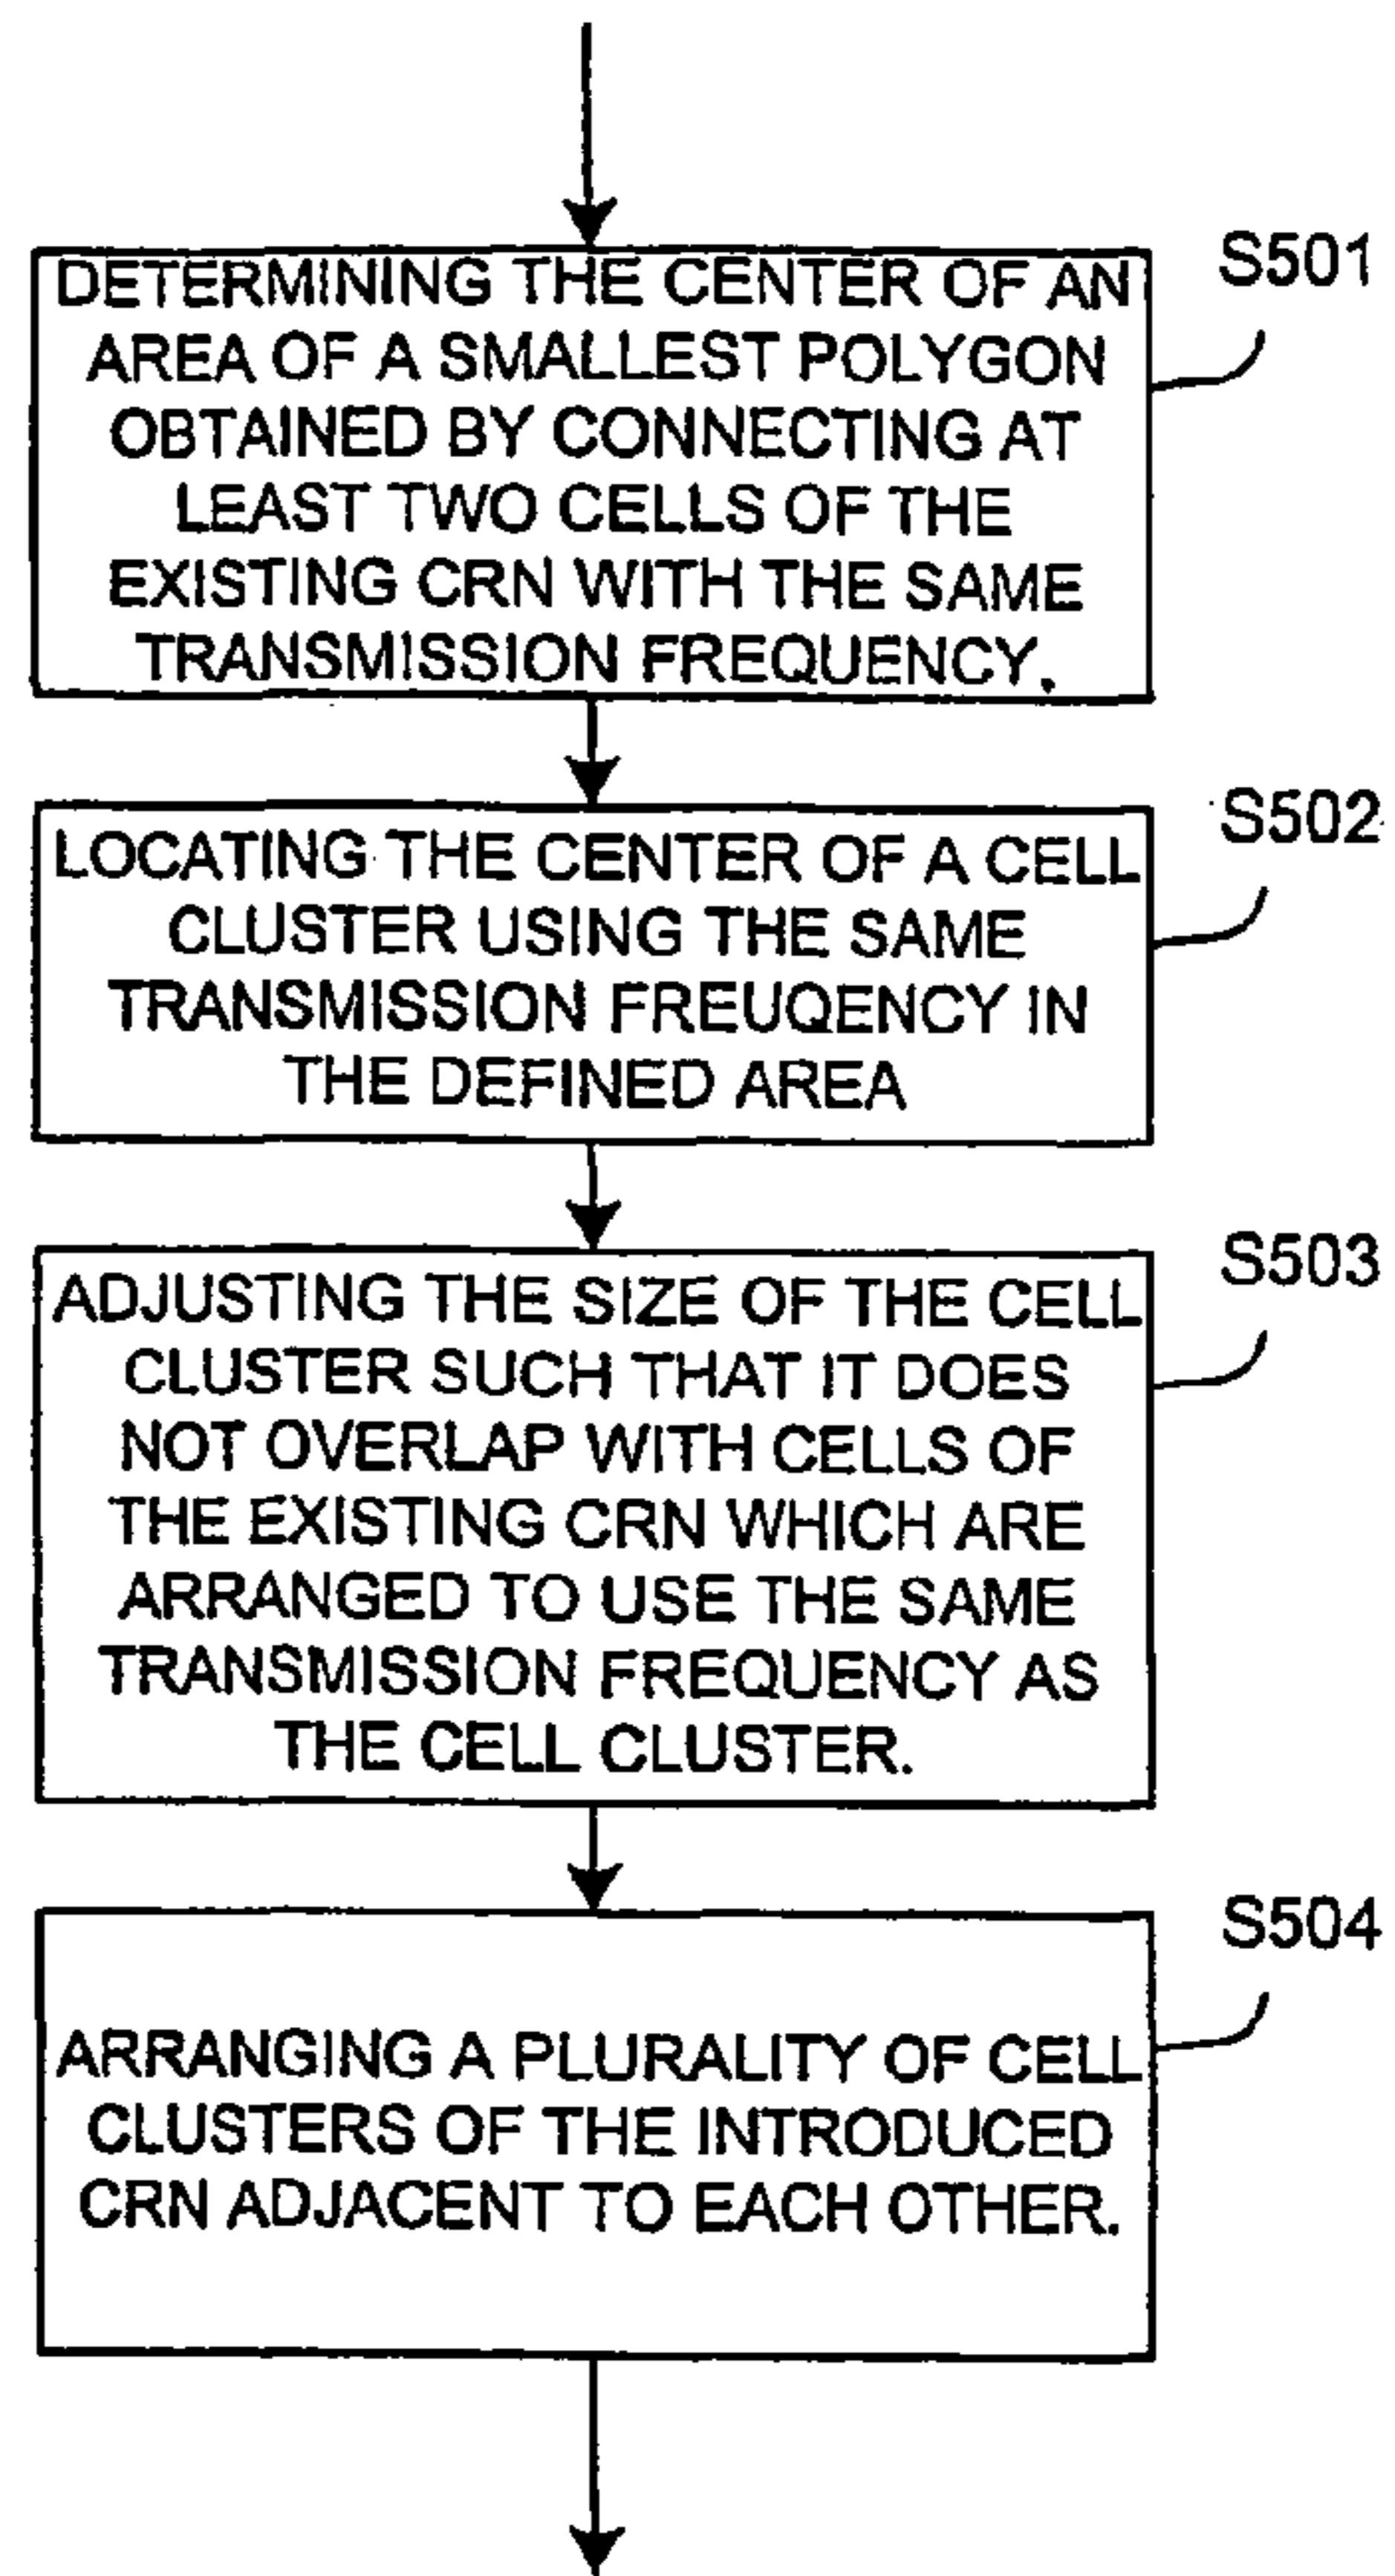 S501
DETERMINING THE CENTER OF AN
AREA OF A SMALLEST POLYGON
OBTAINED BY CONNECTING AT
LEAST TWO CELLS OF THE
EXISTING CRN WITH THE SAME
TRANSMISSION FREQUENCY.
S502
LOCATING THE CENTER OF A CELL
CLUSTER USING THE SAME
TRANSMISSION FREUQENCY IN
THE DEFINED AREA
S503
ADJUSTING THE SIZE OF THE CELL
CLUSTER SUCH THAT IT DOES
NOT OVERLAP WITH CELLS OF
THE EXISTING CRN WHICH ARE
ARRANGED TO USE THE SAME
TRANSMISSION FREQUENCY AS
THE CELL CLUSTER.
S504
ARRANGING A PLURALITY OF CELL
CLUSTERS OF THE INTRODUCED
CRN ADJACENT TO EACH OTHER.